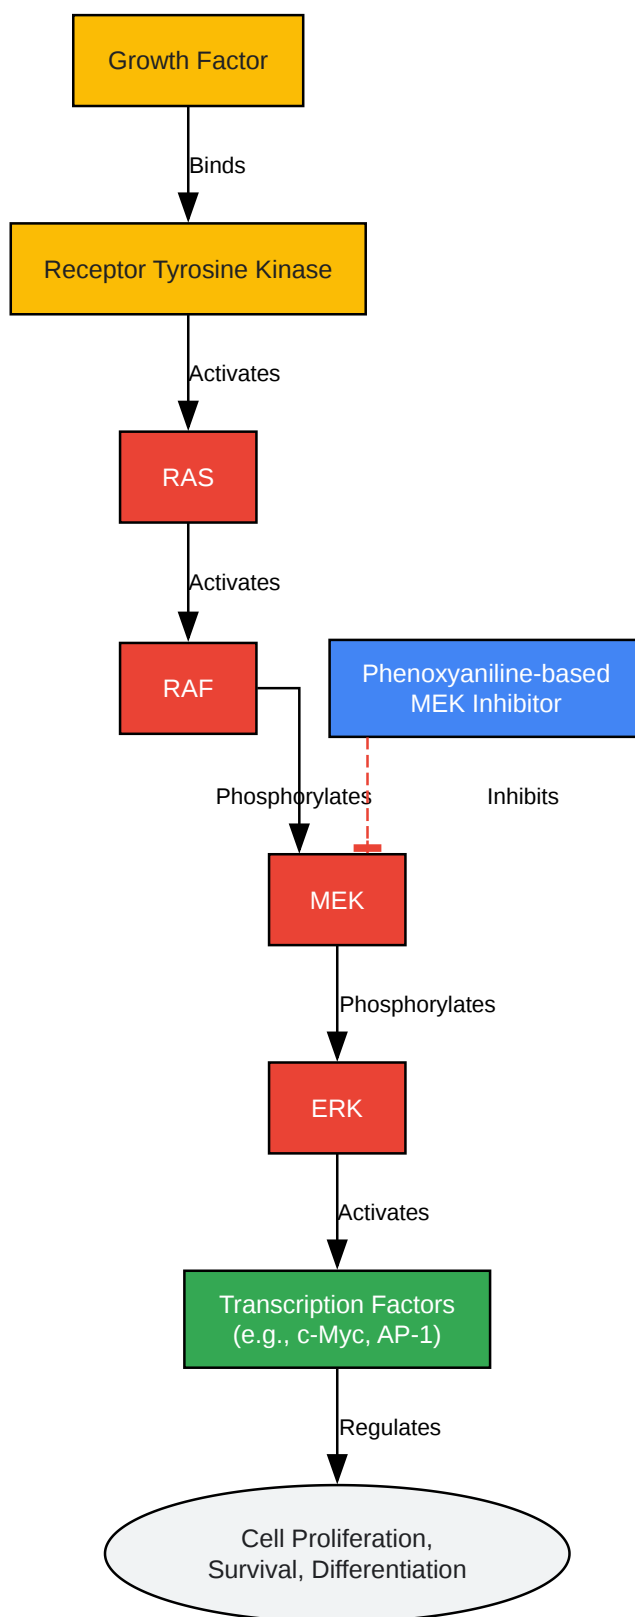 Growth Factor
Binds
Receptor Tyrosine Kinase
Activates
RAS
Activates
RAF
Phenoxyaniline-based
MEK Inhibitor
Phosphorylates
Inhibits
MEK
Phosphorylates
ERK
Activates
Transcription Factors
(e.g., c-Myc, AP-1)
Regulates
Cell Proliferation,
Survival, Differentiation